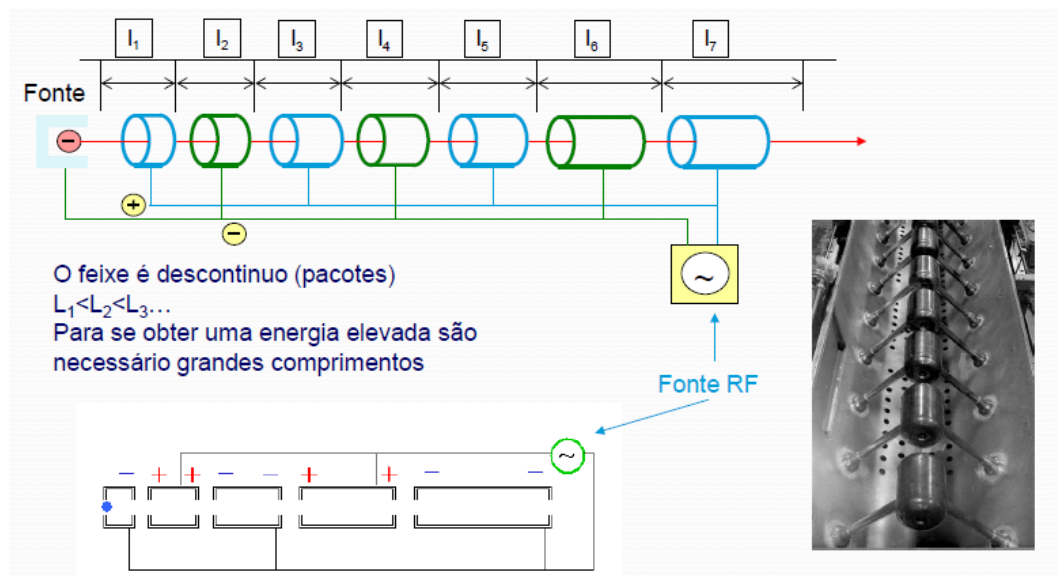 l₁ l₂ l₃ l₄ l₅ l₆ l₇
Fonte
−
+
−
~
O feixe é descontinuo (pacotes)
L₁<L₂<L₃...
Para se obter uma energia elevada são
necessário grandes comprimentos
Fonte RF
− + + − − + + − − ~